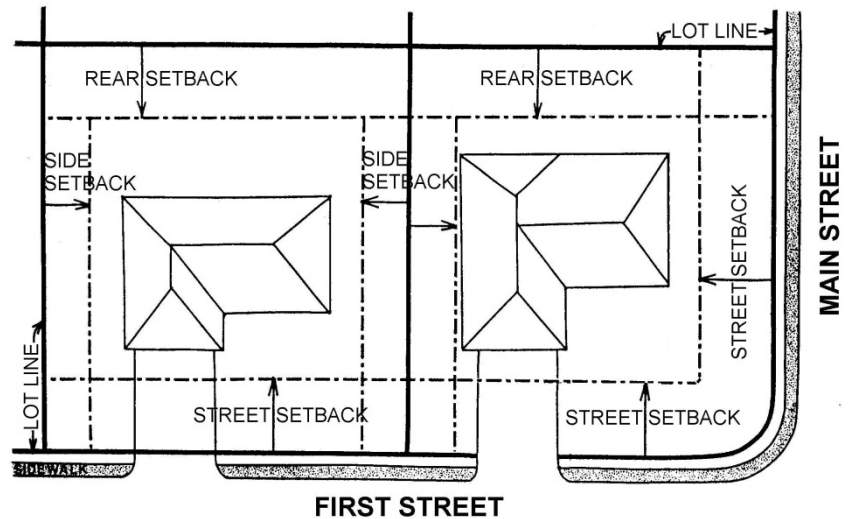 LOT LINE
REAR SETBACK
REAR SETBACK
SIDE
SETBACK
SIDE
SETBACK
STREET SETBACK
MAIN STREET
LOT LINE
STREET SETBACK
STREET SETBACK
SIDEWALK
FIRST STREET